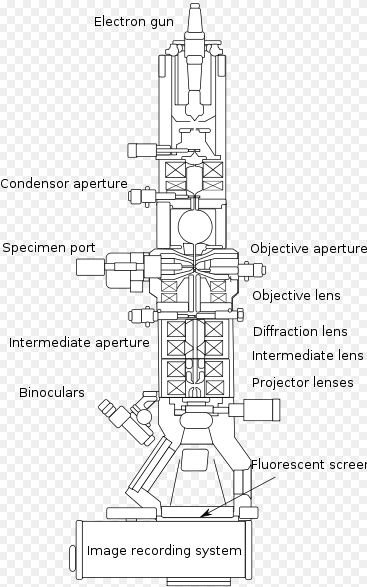 Electron gun
Condensor aperture
Specimen port
Objective aperture
Objective lens
Intermediate aperture
Diffraction lens
Intermediate lens
Projector lenses
Binoculars
Fluorescent screen
Image recording system